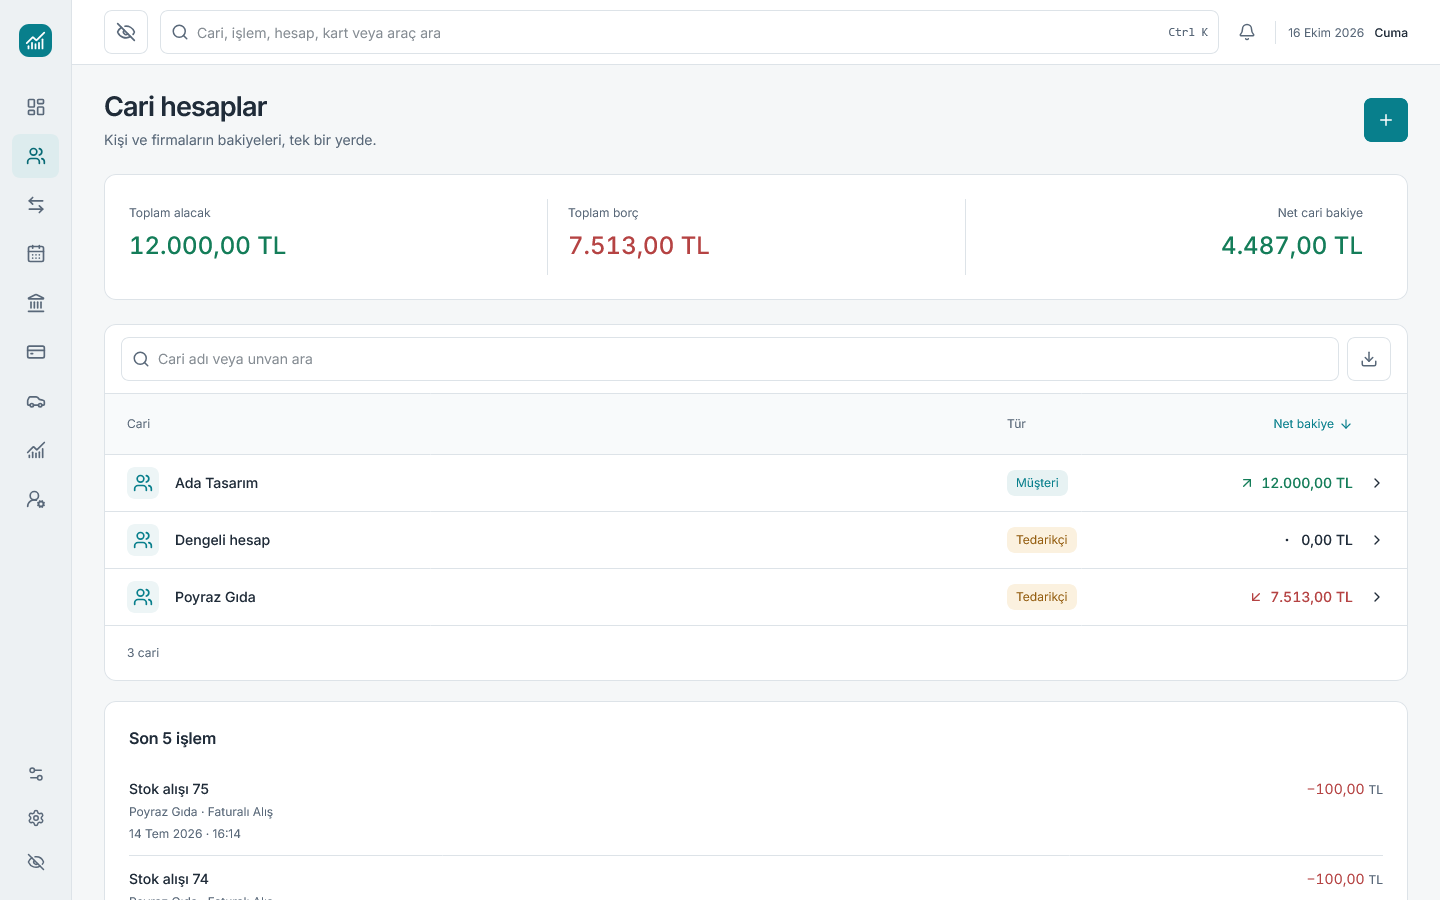 Cari, işlem, hesap, kart veya araç ara
Ctrl K
16 Ekim 2026 Cuma
Cari hesaplar
Kişi ve firmaların bakiyeleri, tek bir yerde.
Toplam alacak
12.000,00 TL
Toplam borç
7.513,00 TL
Net cari bakiye
4.487,00 TL
Cari adı veya unvan ara
Cari Tür Net bakiye
Ada Tasarım Müşteri 12.000,00 TL
Dengeli hesap Tedarikçi · 0,00 TL
Poyraz Gıda Tedarikçi 7.513,00 TL
3 cari
Son 5 işlem
Stok alışı 75 −100,00 TL
Poyraz Gıda · Faturalı Alış
14 Tem 2026 · 16:14
Stok alışı 74 −100,00 TL